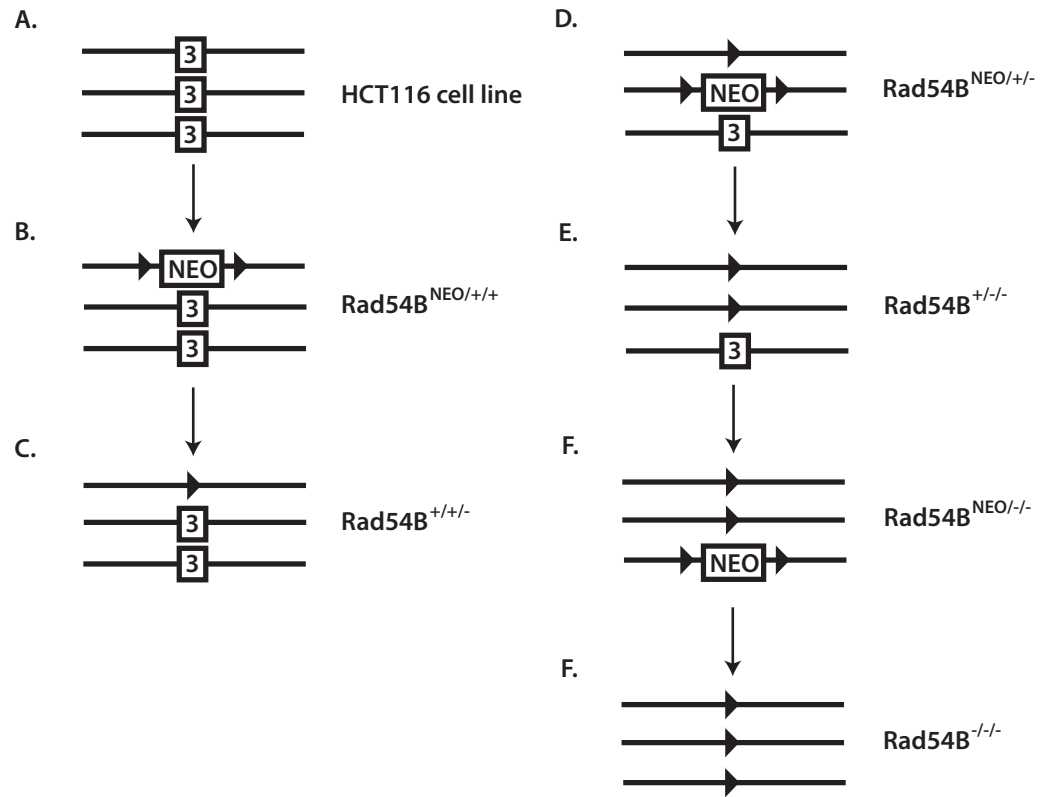 A.
3
3
3
HCT116 cell line
B.
NEO
3
3
Rad54B^NEO/+/+
C.
3
3
Rad54B^+/+/-
D.
NEO
3
Rad54B^NEO/+/-
E.
3
Rad54B^+/-/-
F.
NEO
Rad54B^NEO/-/-
F.
Rad54B^-/-/-